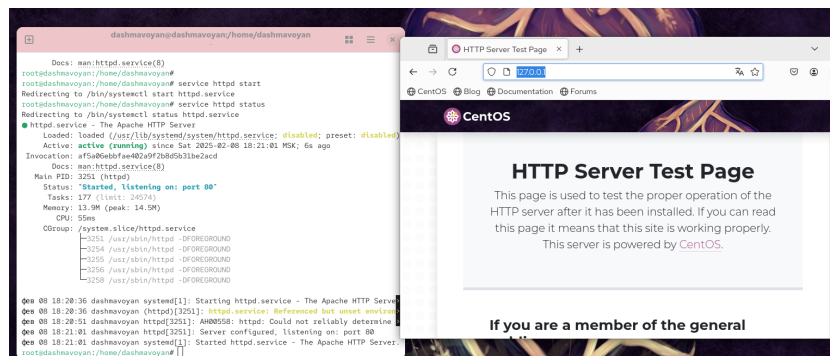 dashmavoyan@dashmavoyan:/home/dashmavoyan
Docs: man:httpd.service(8)
root@dashmavoyan:/home/dashmavoyan#
root@dashmavoyan:/home/dashmavoyan# service httpd start
Redirecting to /bin/systemctl start httpd.service
root@dashmavoyan:/home/dashmavoyan# service httpd status
Redirecting to /bin/systemctl status httpd.service
● httpd.service - The Apache HTTP Server
Loaded: loaded (/usr/lib/systemd/system/httpd.service; disabled; preset: disabled)
Active: active (running) since Sat 2025-02-08 18:21:01 MSK; 6s ago
Invocation: af5a06ebbfae402a9f2b8d5b31be2acd
Docs: man:httpd.service(8)
Main PID: 3251 (httpd)
Status: "Started, listening on: port 80"
Tasks: 177 (limit: 24574)
Memory: 13.9M (peak: 14.5M)
CPU: 55ms
CGroup: /system.slice/httpd.service
├─3251 /usr/sbin/httpd -DFOREGROUND
├─3254 /usr/sbin/httpd -DFOREGROUND
├─3255 /usr/sbin/httpd -DFOREGROUND
├─3256 /usr/sbin/httpd -DFOREGROUND
└─3258 /usr/sbin/httpd -DFOREGROUND
фев 08 18:20:36 dashmavoyan systemd[1]: Starting httpd.service - The Apache HTTP Serve>
фев 08 18:20:36 dashmavoyan (httpd)[3251]: httpd.service: Referenced but unset environ>
фев 08 18:20:51 dashmavoyan httpd[3251]: AH00558: httpd: Could not reliably determine >
фев 08 18:21:01 dashmavoyan httpd[3251]: Server configured, listening on: port 80
фев 08 18:21:01 dashmavoyan systemd[1]: Started httpd.service - The Apache HTTP Server.
root@dashmavoyan:/home/dashmavoyan#
HTTP Server Test Page
127.0.0.1
CentOS Blog Documentation Forums
CentOS
HTTP Server Test Page
This page is used to test the proper operation of the
HTTP server after it has been installed. If you can read
this page it means that this site is working properly.
This server is powered by CentOS.
If you are a member of the general